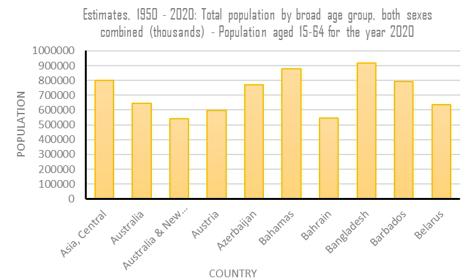 Estimates, 1950 - 2020: Total population by broad age group, both sexes
combined (thousands) - Population aged 15-64 for the year 2020
POPULATION
1000000
900000
800000
700000
600000
500000
400000
300000
200000
100000
0
Asia, Central
Australia
Australia & New...
Austria
Azerbaijan
Bahamas
Bahrain
Bangladesh
Barbados
Belarus
COUNTRY